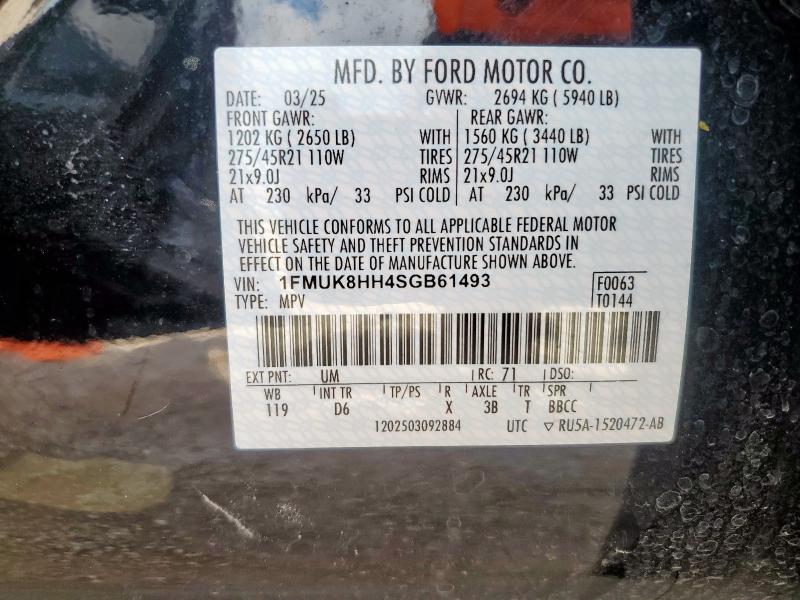 MFD. BY FORD MOTOR CO.
DATE: 03/25 GVWR: 2694 KG ( 5940 LB)
FRONT GAWR: REAR GAWR:
1202 KG ( 2650 LB) WITH 1560 KG ( 3440 LB) WITH
275/45R21 110W TIRES 275/45R21 110W TIRES
21x9.0J RIMS 21x9.0J RIMS
AT 230 kPa/ 33 PSI COLD AT 230 kPa/ 33 PSI COLD
THIS VEHICLE CONFORMS TO ALL APPLICABLE FEDERAL MOTOR
VEHICLE SAFETY AND THEFT PREVENTION STANDARDS IN
EFFECT ON THE DATE OF MANUFACTURE SHOWN ABOVE.
VIN: 1FMUK8HH4SGB61493 F0063
TYPE: MPV T0144
EXT PNT: UM RC: 71 DSO:
WB INT TR TP/PS R AXLE TR SPR
119 D6 X 3B T BBCC
1202503092884 UTC ▽ RU5A-1520472-AB